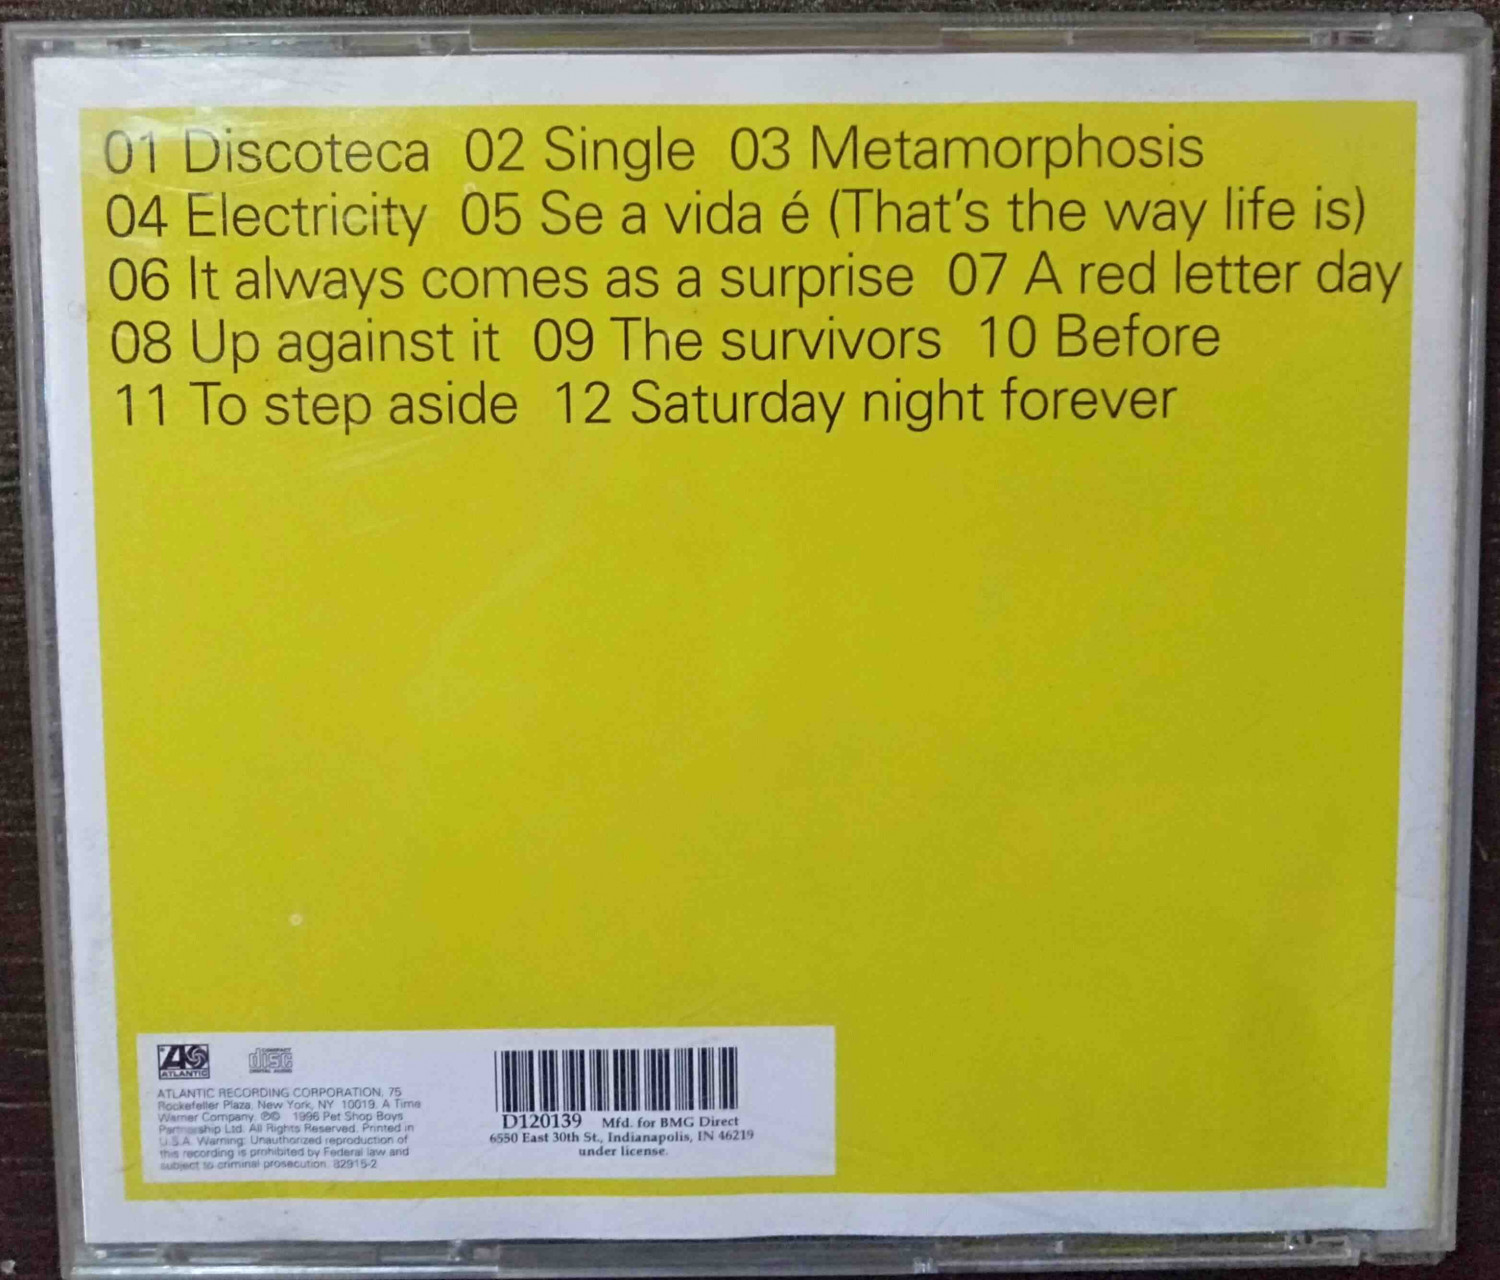 01 Discoteca 02 Single 03 Metamorphosis
04 Electricity 05 Se a vida é (That's the way life is)
06 It always comes as a surprise 07 A red letter day
08 Up against it 09 The survivors 10 Before
11 To step aside 12 Saturday night forever
ATLANTIC
COMPACT
disc
DIGITAL AUDIO
ATLANTIC RECORDING CORPORATION, 75
Rockefeller Plaza, New York, NY 10019. A Time
Warner Company. ℗© 1996 Pet Shop Boys
Partnership Ltd. All Rights Reserved. Printed in
U.S.A. Warning: Unauthorized reproduction of
this recording is prohibited by Federal law and
subject to criminal prosecution. 82915-2
D120139 Mfd. for BMG Direct
6550 East 30th St., Indianapolis, IN 46219
under license.